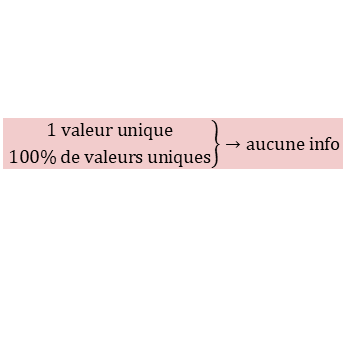 1 valeur unique
100% de valeurs uniques} → aucune info